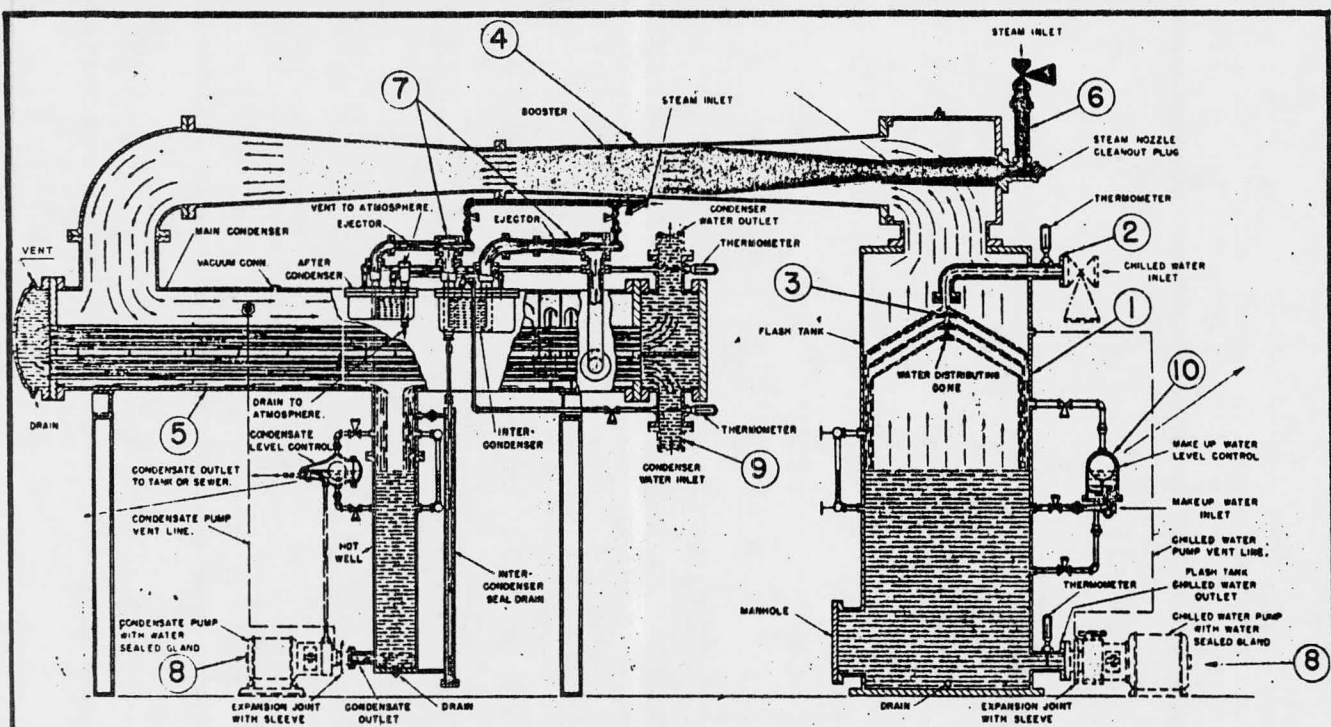 STEAM INLET
4
7
6
BOOSTER
STEAM INLET
STEAM NOZZLE
CLEANOUT PLUG
VENT TO ATMOSPHERE.
EJECTOR
EJECTOR
CONDENSER
WATER OUTLET
THERMOMETER
VENT
MAIN CONDENSER
VACUUM CONN.
AFTER
CONDENSER
THERMOMETER
2
CHILLED WATER
INLET
3
1
FLASH TANK
WATER DISTRIBUTING
CONE
10
DRAIN
DRAIN TO
ATMOSPHERE.
5
CONDENSATE
LEVEL CONTROL
INTER-
CONDENSER
THERMOMETER
9
CONDENSER
WATER INLET
MAKE UP WATER
LEVEL CONTROL
CONDENSATE OUTLET
TO TANK OR SEWER.
MAKEUP WATER
INLET
CONDENSATE PUMP
VENT LINE.
CHILLED WATER
PUMP VENT LINE.
HOT
WELL
INTER-
CONDENSER
SEAL DRAIN
FLASH TANK
CHILLED WATER
OUTLET
THERMOMETER
MANHOLE
CONDENSATE PUMP
WITH WATER
SEALED GLAND
CHILLED WATER PUMP
WITH WATER
SEALED GLAND
8
8
EXPANSION JOINT
WITH SLEEVE
CONDENSATE
OUTLET
DRAIN
DRAIN
EXPANSION JOINT
WITH SLEEVE